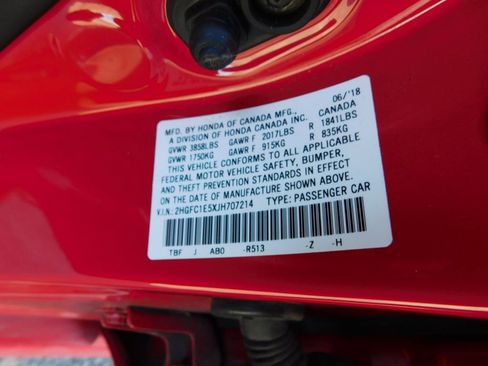 MFD. BY HONDA OF CANADA MFG., 06/'18
A DIVISION OF HONDA CANADA INC. CANADA
GVWR 3858LBS GAWR F 2017LBS R 1841LBS
GVWR 1750KG GAWR F 915KG R 835KG
THIS VEHICLE CONFORMS TO ALL APPLICABLE
FEDERAL MOTOR VEHICLE SAFETY, BUMPER,
AND THEFT PREVENTION STANDARDS IN EFFECT
ON THE DATE OF MANUFACTURE SHOWN ABOVE.
V.I.N.: 2HGFC1E5XJH707214 TYPE: PASSENGER CAR
TBF J AB0 -R513 -Z -H